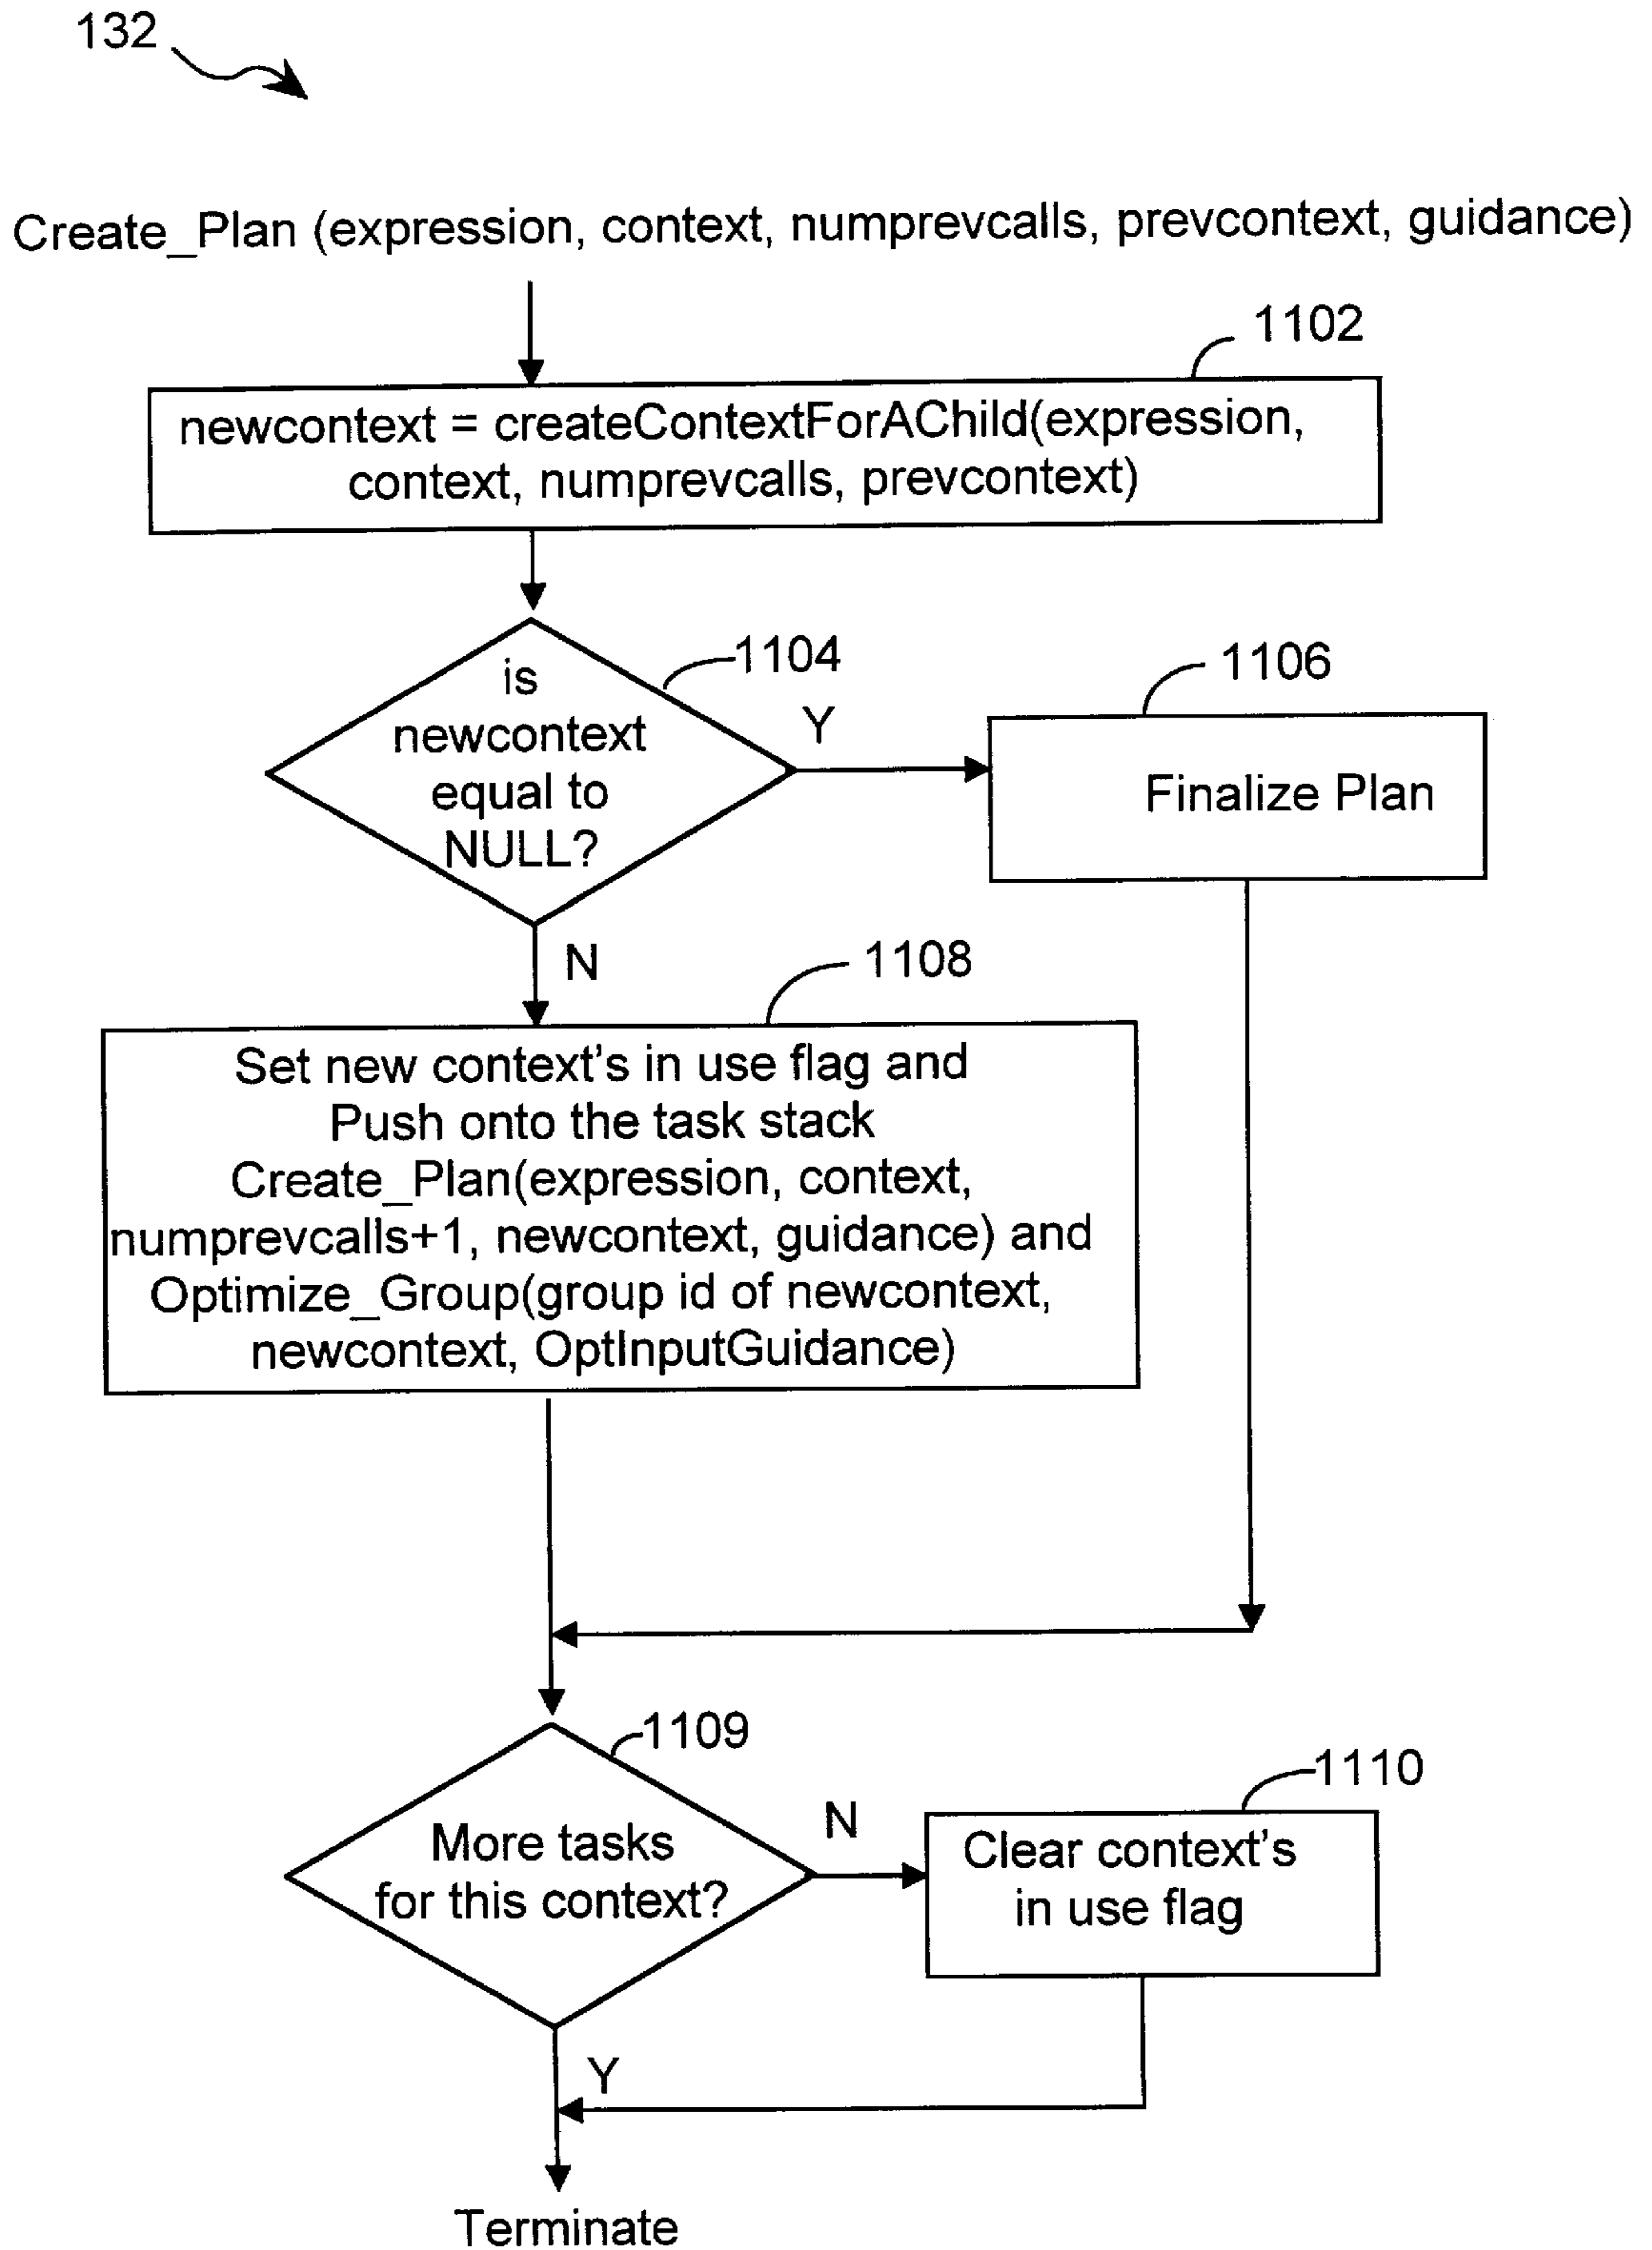 132
Create_Plan (expression, context, numprevcalls, prevcontext, guidance)
1102
newcontext = createContextForAChild(expression,
context, numprevcalls, prevcontext)
1104
is
newcontext
equal to
NULL?
Y
1106
Finalize Plan
N
1108
Set new context's in use flag and
Push onto the task stack
Create_Plan(expression, context,
numprevcalls+1, newcontext, guidance) and
Optimize_Group(group id of newcontext,
newcontext, OptInputGuidance)
1109
More tasks
for this context?
N
1110
Clear context's
in use flag
Y
Terminate